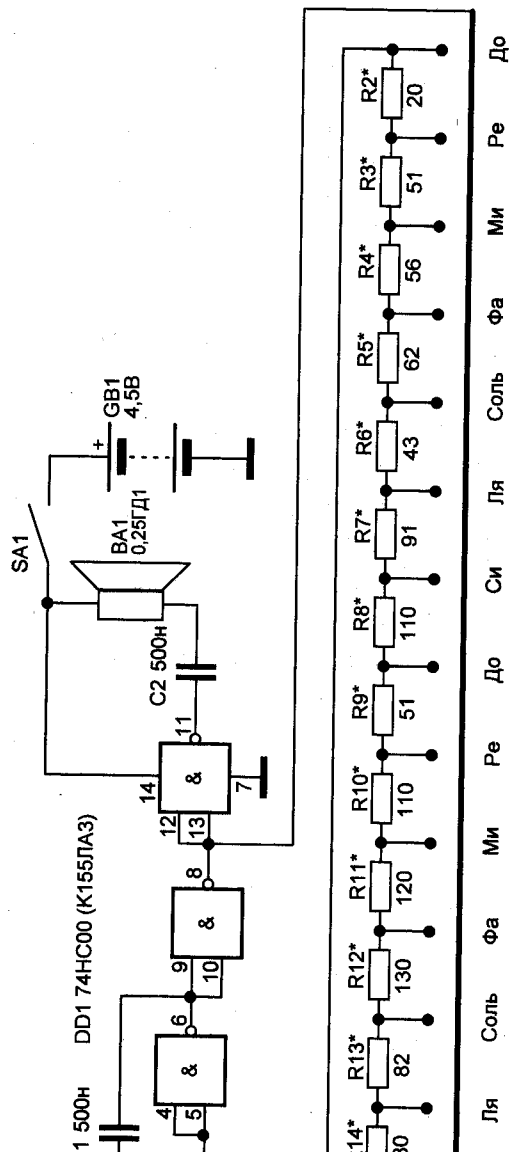 До
R2*
20
Ре
R3*
51
Ми
R4*
56
Фа
R5*
62
Соль
R6*
43
Ля
R7*
91
Си
R8*
110
До
R9*
51
Ре
R10*
110
Ми
R11*
120
Фа
R12*
130
Соль
R13*
82
Ля
GB1
4,5В
+
SA1
BA1
0,25ГД1
C2 500н
11
&
14
7
12
13
8
&
9
10
DD1 74HC00 (К155ЛА3)
6
&
4
5
1 500н